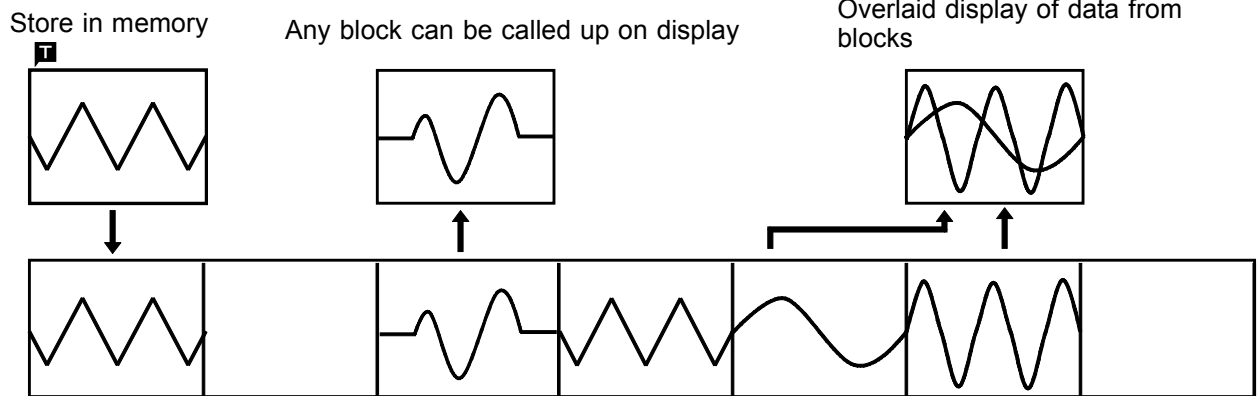 Store in memory
T
Any block can be called up on display
Overlaid display of data from
blocks